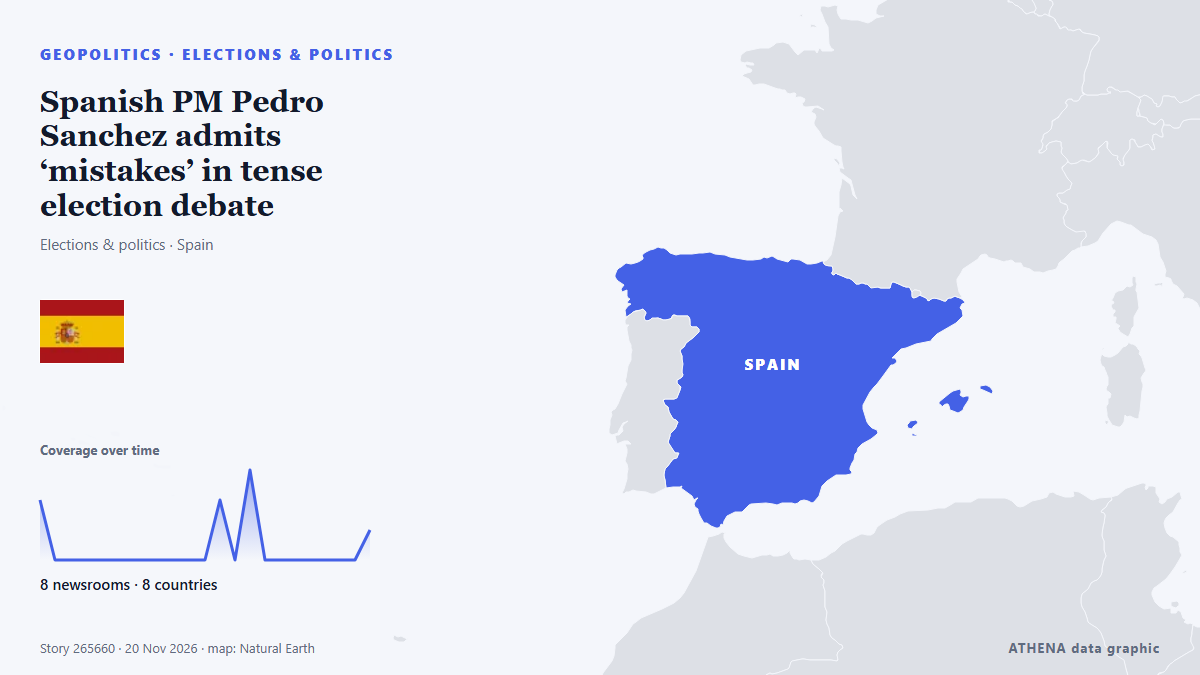 GEOPOLITICS · ELECTIONS & POLITICS
Spanish PM Pedro
Sanchez admits
‘mistakes’ in tense
election debate
Elections & politics · Spain
SPAIN
Coverage over time
8 newsrooms · 8 countries
Story 265660 · 20 Nov 2026 · map: Natural Earth
ATHENA data graphic